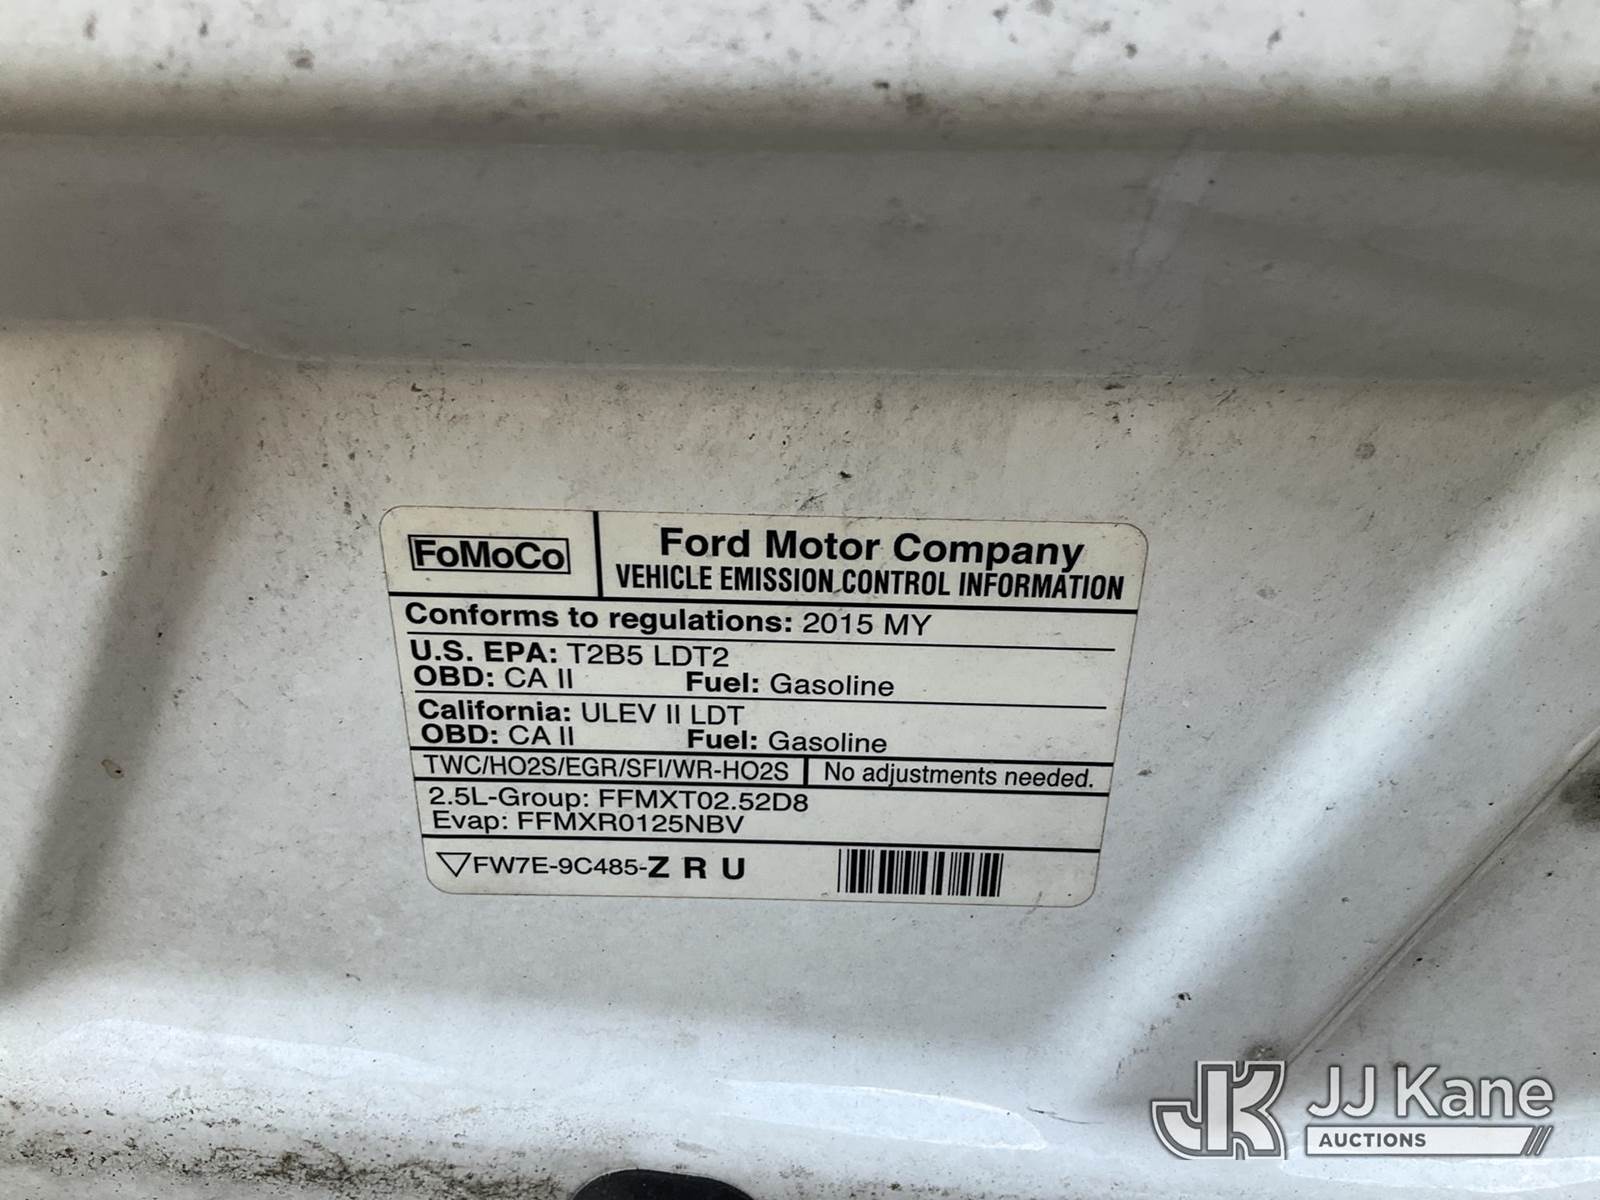 FoMoCo
Ford Motor Company
VEHICLE EMISSION CONTROL INFORMATION
Conforms to regulations: 2015 MY
U.S. EPA: T2B5 LDT2
OBD: CA II Fuel: Gasoline
California: ULEV II LDT
OBD: CA II Fuel: Gasoline
TWC/HO2S/EGR/SFI/WR-HO2S No adjustments needed.
2.5L-Group: FFMXT02.52D8
Evap: FFMXR0125NBV
FW7E-9C485-Z R U
JK JJ Kane
AUCTIONS